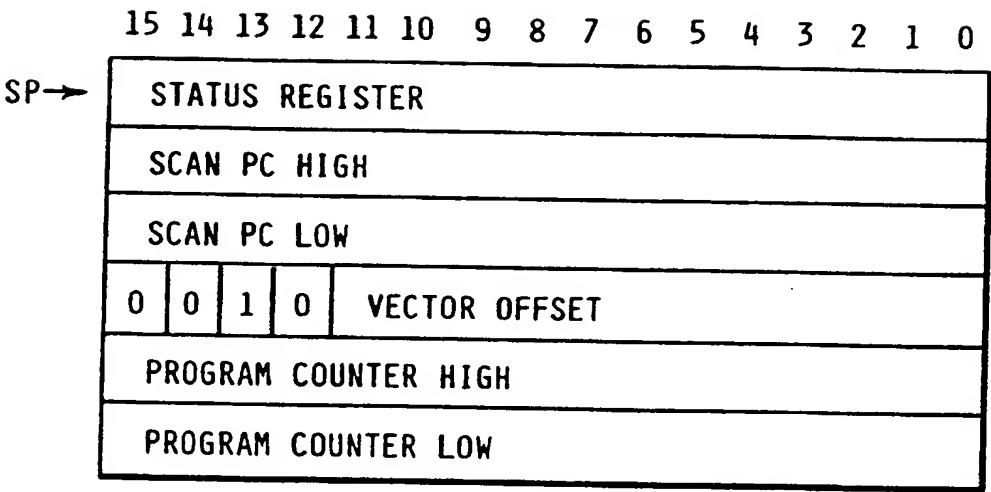 15 14 13 12 11 10 9 8 7 6 5 4 3 2 1 0
SP→ STATUS REGISTER
SCAN PC HIGH
SCAN PC LOW
0 0 1 0 VECTOR OFFSET
PROGRAM COUNTER HIGH
PROGRAM COUNTER LOW